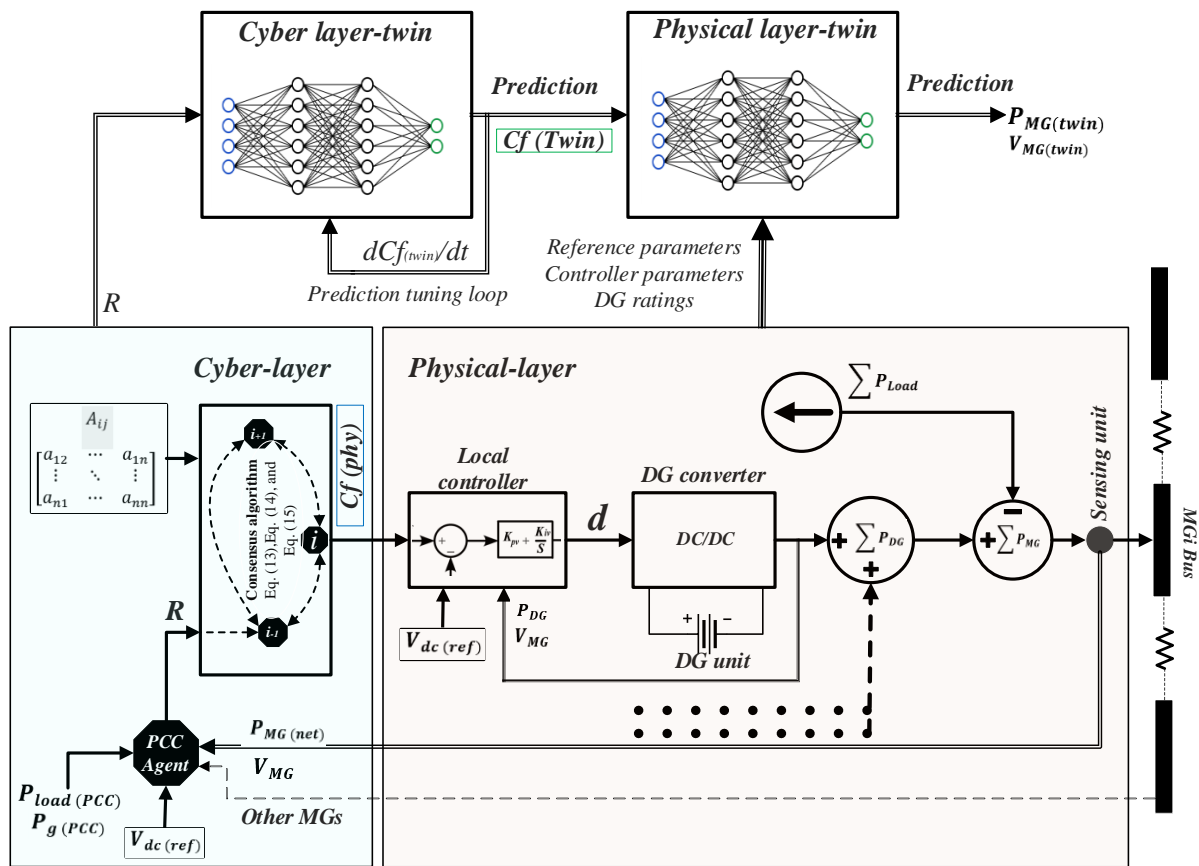 Cyber layer-twin
Physical layer-twin
Prediction
Cf (Twin)
Prediction
P_MG(twin)
V_MG(twin)
dCf(twin)/dt
Prediction tuning loop
Reference parameters
Controller parameters
DG ratings
R
Cyber-layer
Physical-layer
A_ij
a_12 ⋯ a_1n
⋮ ⋱ ⋮
a_n1 ⋯ a_nn
i+1
Consensus algorithm
Eq. (13),Eq. (14), and
Eq. (15)
i
i-1
Cf (phy)
R
∑ P_Load
Local
controller
+
−
K_pv + K_iv/S
d
DG converter
DC/DC
+ −
DG unit
P_DG
V_MG
V_dc (ref)
+ ∑ P_DG
+
−
+ ∑ P_MG
Sensing unit
MGi Bus
PCC
Agent
P_MG (net)
V_MG
P_load (PCC)
P_g (PCC)
V_dc (ref)
Other MGs